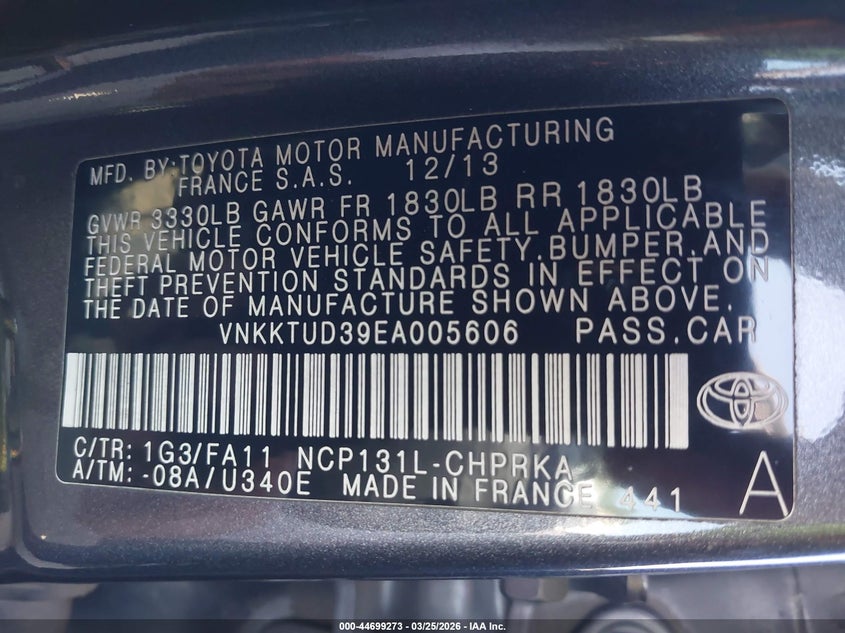 MFD. BY:TOYOTA MOTOR MANUFACTURING
FRANCE S.A.S. 12/13
GVWR 3330LB GAWR FR 1830LB RR 1830LB
THIS VEHICLE CONFORMS TO ALL APPLICABLE
FEDERAL MOTOR VEHICLE SAFETY,BUMPER,AND
THEFT PREVENTION STANDARDS IN EFFECT ON
THE DATE OF MANUFACTURE SHOWN ABOVE.
VNKKTUD39EA005606 PASS.CAR
C/TR: 1G3/FA11 NCP131L-CHPRKA
A/TM: -08A/U340E MADE IN FRANCE 441 A
000-44699273 - 03/25/2026 - IAA Inc.